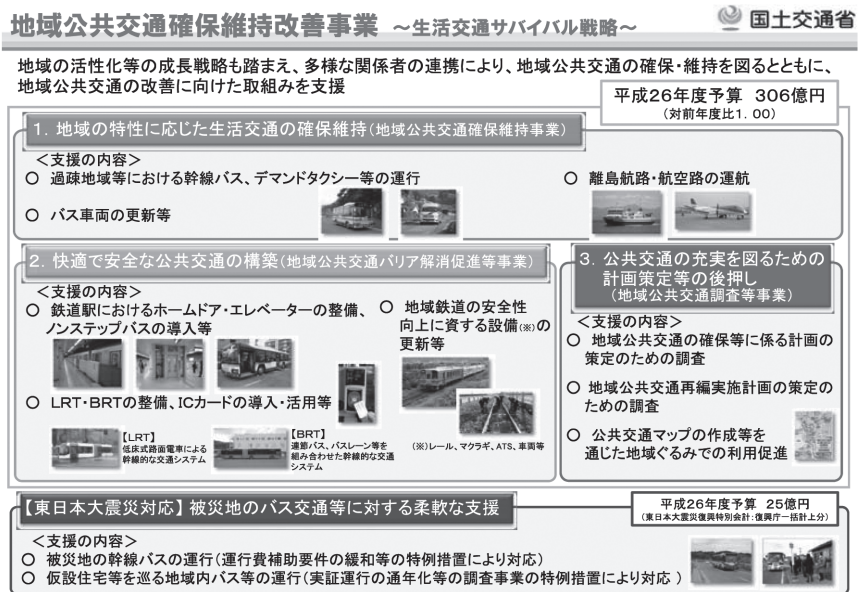 地域公共交通確保維持改善事業 ~生活交通サバイバル戦略~
国土交通省
地域の活性化等の成長戦略も踏まえ、多様な関係者の連携により、地域公共交通の確保・維持を図るとともに、
地域公共交通の改善に向けた取組みを支援
平成26年度予算 306億円
(対前年度比1.00)
1. 地域の特性に応じた生活交通の確保維持(地域公共交通確保維持事業)
<支援の内容>
○ 過疎地域等における幹線バス、デマンドタクシー等の運行
○ バス車両の更新等
○ 離島航路・航空路の運航
2. 快適で安全な公共交通の構築(地域公共交通バリア解消促進等事業)
<支援の内容>
○ 鉄道駅におけるホームドア・エレベーターの整備、
ノンステップバスの導入等
○ LRT・BRTの整備、ICカードの導入・活用等
【LRT】
低床式路面電車による
幹線的な交通システム
【BRT】
連節バス、バスレーン等を
組み合わせた幹線的な交通
システム
○ 地域鉄道の安全性
向上に資する設備(※)の
更新等
(※)レール、マクラギ、ATS、車両等
3. 公共交通の充実を図るための
計画策定等の後押し
(地域公共交通調査等事業)
<支援の内容>
○ 地域公共交通の確保等に係る計画の
策定のための調査
○ 地域公共交通再編実施計画の策定の
ための調査
○ 公共交通マップの作成等を
通じた地域ぐるみでの利用促進
【東日本大震災対応】 被災地のバス交通等に対する柔軟な支援
平成26年度予算 25億円
(東日本大震災復興特別会計:復興庁一括計上分)
<支援の内容>
○ 被災地の幹線バスの運行(運行費補助要件の緩和等の特例措置により対応)
○ 仮設住宅等を巡る地域内バス等の運行(実証運行の通年化等の調査事業の特例措置により対応 )